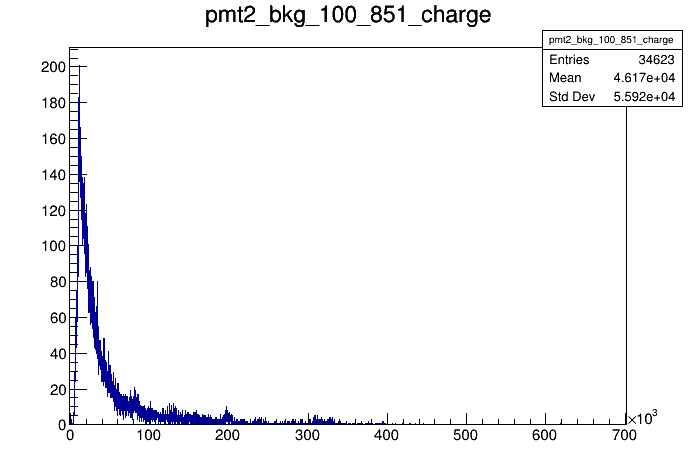 pmt2_bkg_100_851_charge
pmt2_bkg_100_851_charge
Entries 34623
Mean 4.617e+04
Std Dev 5.592e+04
200
180
160
140
120
100
80
60
40
20
0
0 100 200 300 400 500 600 700
×10³